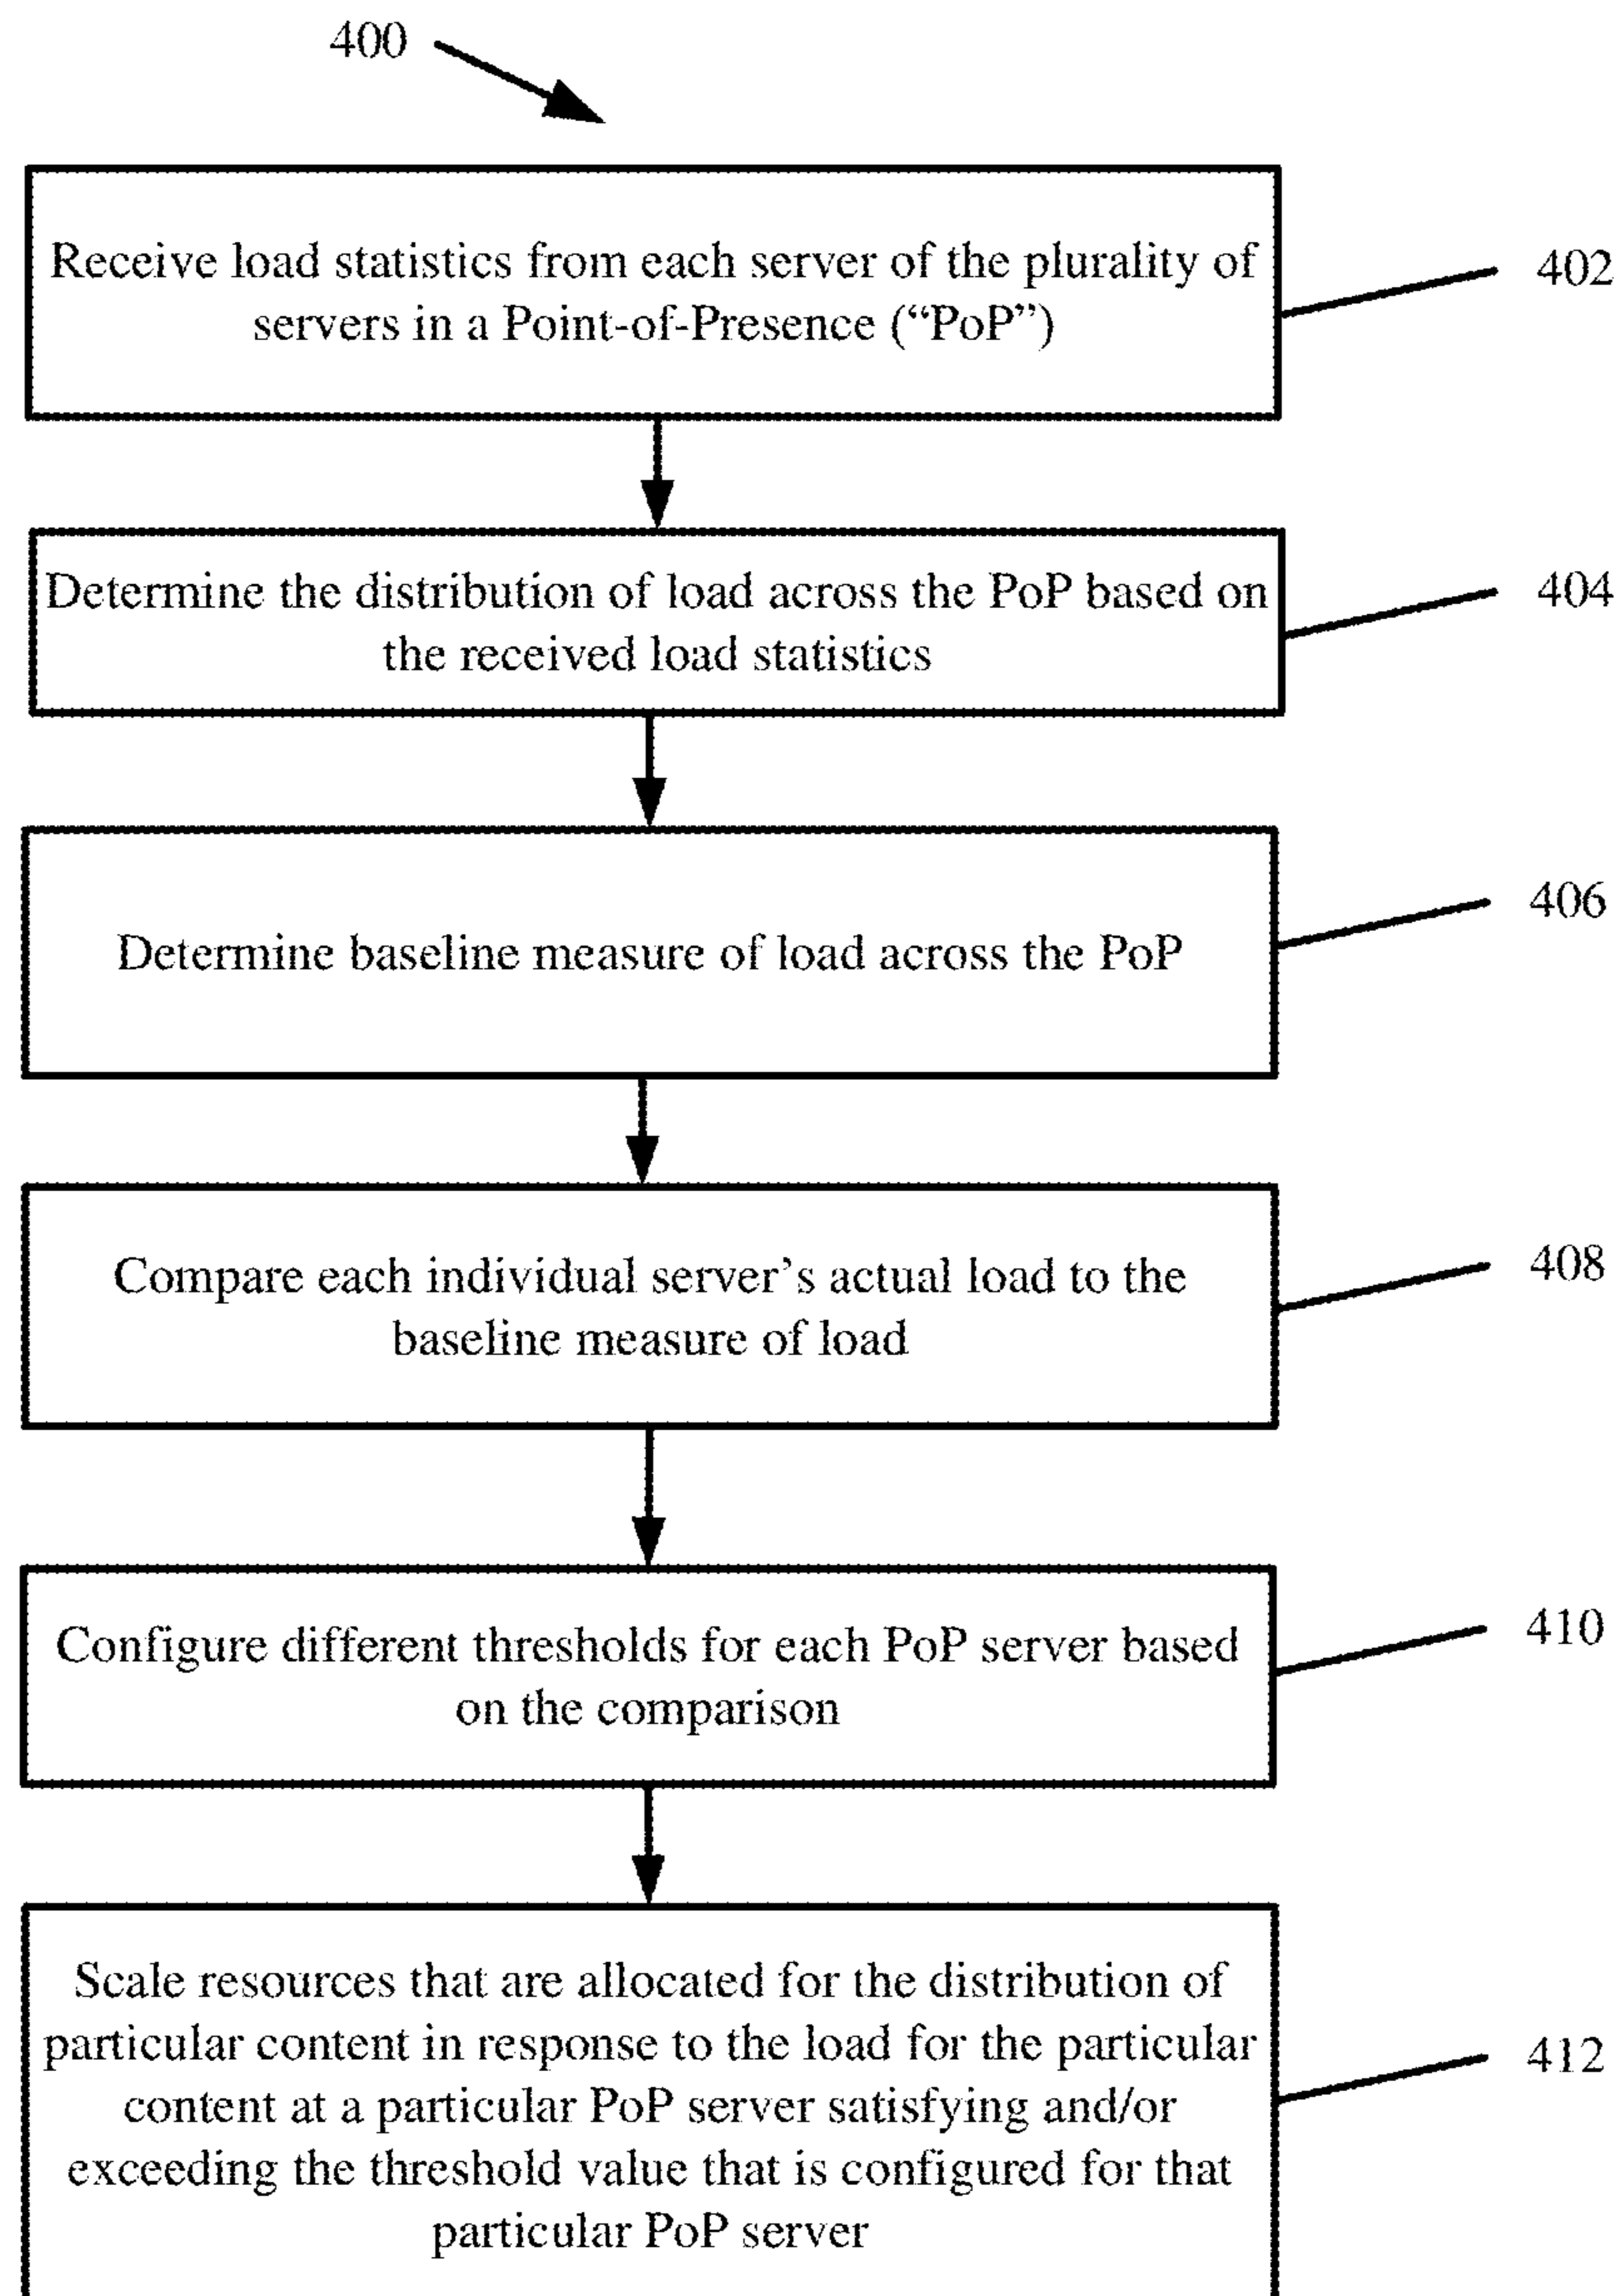 400
Receive load statistics from each server of the plurality of
servers in a Point-of-Presence (“PoP”)
402
Determine the distribution of load across the PoP based on
the received load statistics
404
Determine baseline measure of load across the PoP
406
Compare each individual server’s actual load to the
baseline measure of load
408
Configure different thresholds for each PoP server based
on the comparison
410
Scale resources that are allocated for the distribution of
particular content in response to the load for the particular
content at a particular PoP server satisfying and/or
exceeding the threshold value that is configured for that
particular PoP server
412